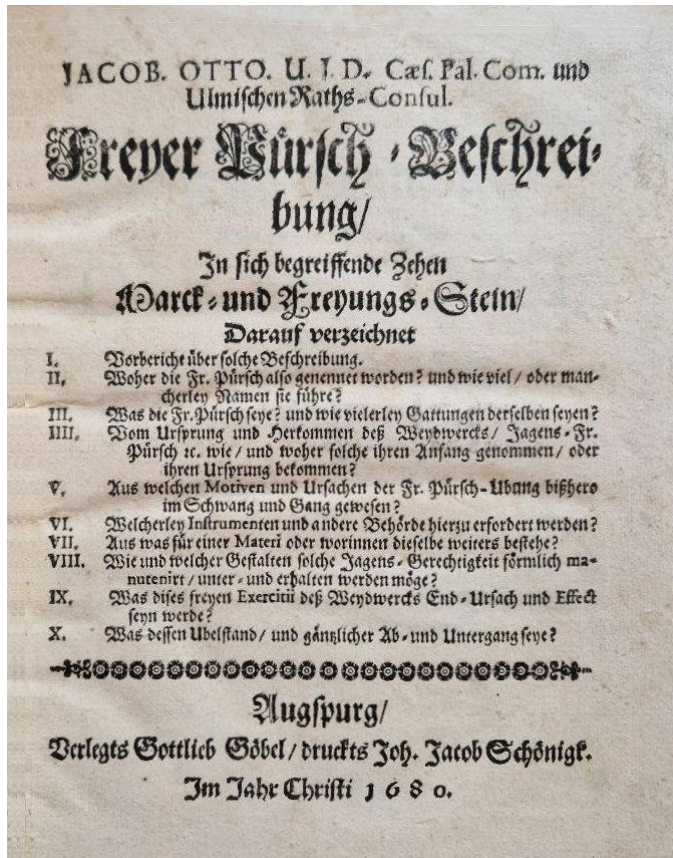 JACOB. OTTO. U. J. D. Cæs. Pal. Com. und
Ulmischen Raths-Consul.
Freyer Pürsch-Beschrei-
bung/
In sich begreiffende Zehen
Marck- und Freyungs-Stein/
Darauf verzeichnet
I. Vorbericht über solche Beschreibung.
II. Woher die Fr. Pürsch also genennet worden? und wie viel/ oder man-
cherley Namen sie führe?
III. Was die Fr. Pürsch seye? und wie vielerley Gattungen derselben seyen?
IIII. Vom Ursprung und Herkommen deß Weydwercks/ Jagens-Fr.
Pürsch ꝛc. wie/ und woher solche ihren Anfang genommen/ oder
ihren Ursprung bekommen?
V. Aus welchen Motiven und Ursachen der Fr. Pürsch-Ubung bißhero
im Schwang und Gang gewesen?
VI. Welcherley Instrumenten und andere Behörde hierzu erfordert werden?
VII. Aus was für einer Materi oder worinnen dieselbe weiters bestehe?
VIII. Wie und welcher Gestalten solche Jagens-Gerechtigkeit förmlich ma-
nutenirt/ unter- und erhalten werden möge?
IX. Was dises freyen Exercitii deß Weydwercks End-Ursach und Effect
seyn werde?
X. Was dessen Ubelstand/ und gäntzlicher Ab- und Untergang seye?
Augspurg/
Verlegts Gottlieb Göbel/ druckts Joh. Jacob Schönigk.
Im Jahr Christi 1680.